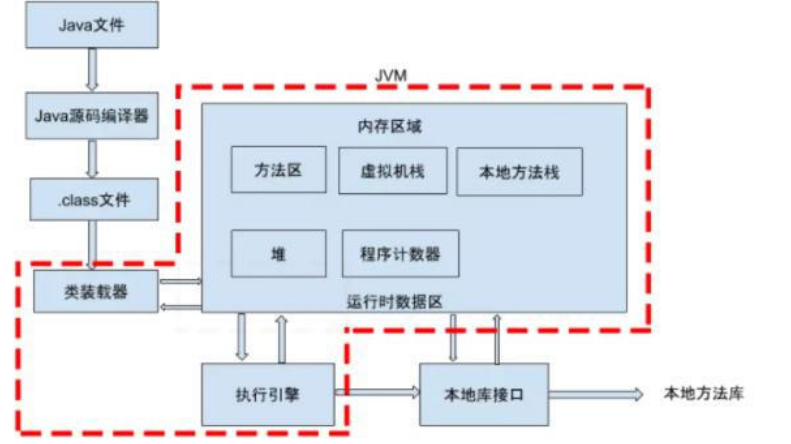 Java文件
JVM
Java源码编译器
内存区域
方法区
虚拟机栈
本地方法栈
.class文件
堆
程序计数器
类装载器
运行时数据区
执行引擎
本地库接口
本地方法库